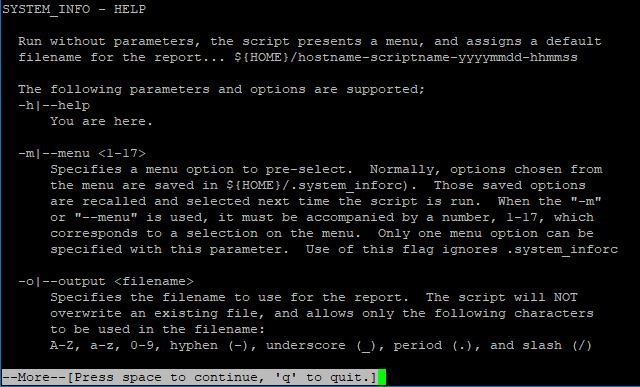 SYSTEM_INFO - HELP
Run without parameters, the script presents a menu, and assigns a default
filename for the report... ${HOME}/hostname-scriptname-yyyymmdd-hhmmss
The following parameters and options are supported;
-h|--help
You are here.
-m|--menu <1-17>
Specifies a menu option to pre-select.  Normally, options chosen from
the menu are saved in ${HOME}/.system_inforc).  Those saved options
are recalled and selected next time the script is run.  When the "-m"
or "--menu" is used, it must be accompanied by a number, 1-17, which
corresponds to a selection on the menu.  Only one menu option can be
specified with this parameter.  Use of this flag ignores .system_inforc
-o|--output <filename>
Specifies the filename to use for the report.  The script will NOT
overwrite an existing file, and allows only the following characters
to be used in the filename:
A-Z, a-z, 0-9, hyphen (-), underscore (_), period (.), and slash (/)
--More--[Press space to continue, 'q' to quit.]